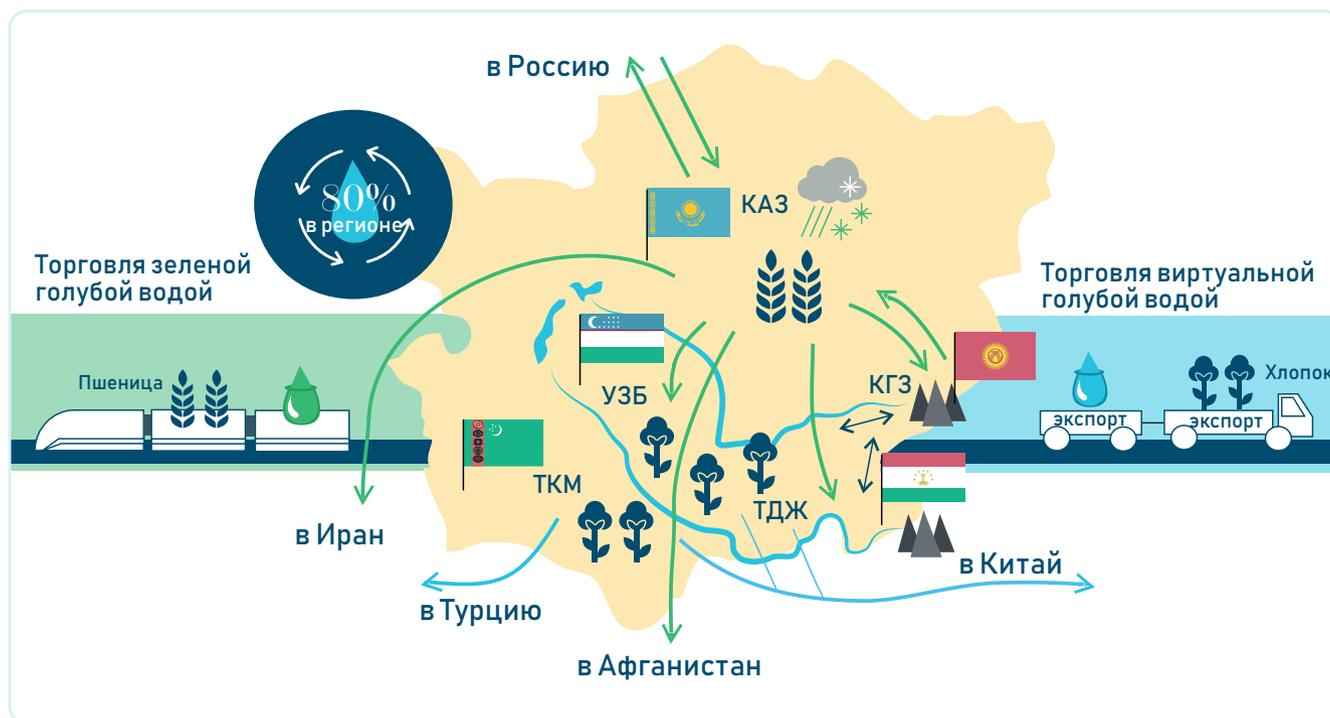 в Россию
КАЗ
80%
в регионе
Торговля зеленой
голубой водой
Торговля виртуальной
голубой водой
Пшеница
УЗБ
КГЗ
Хлопок
экспорт
экспорт
ТКМ
ТДЖ
в Иран
в Китай
в Турцию
в Афганистан